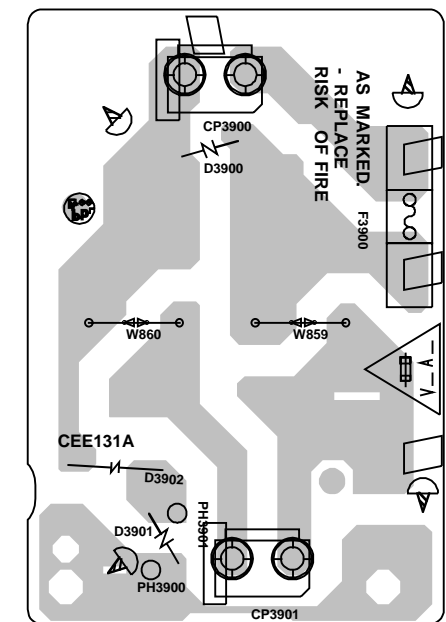 AS MARKED.
- REPLACE
RISK OF FIRE
CP3900
D3900
F3900
W860
W859
V A
CEE131A
D3902
D3901
PH3901
PH3900
CP3901